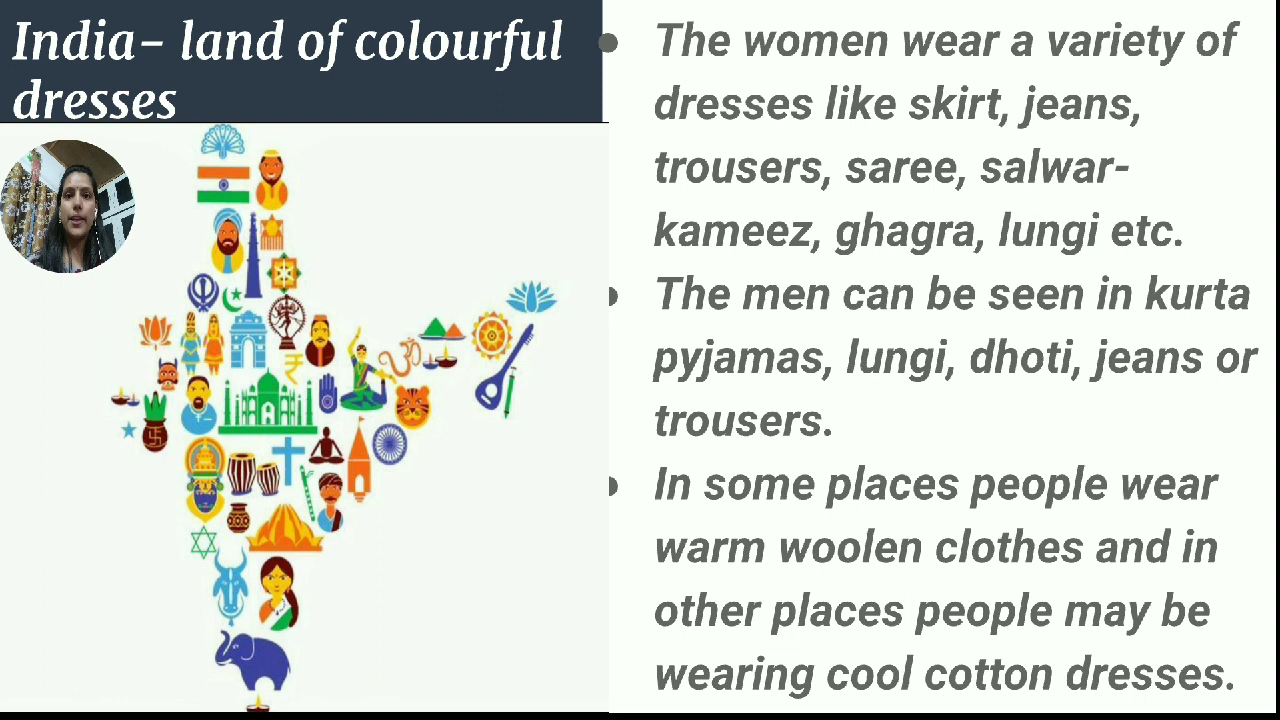 India– land of colourful
dresses
The women wear a variety of
dresses like skirt, jeans,
trousers, saree, salwar-
kameez, ghagra, lungi etc.
The men can be seen in kurta
pyjamas, lungi, dhoti, jeans or
trousers.
In some places people wear
warm woolen clothes and in
other places people may be
wearing cool cotton dresses.